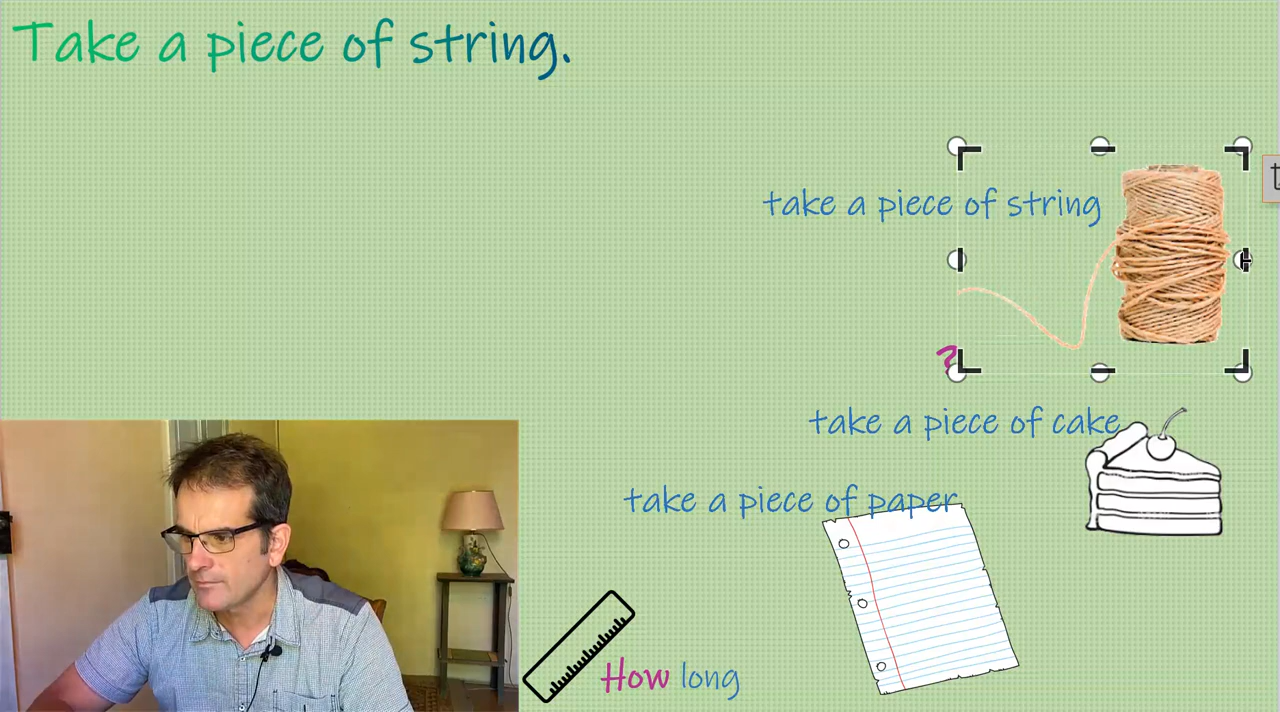 Take a piece of string.
take a piece of string
?
take a piece of cake
take a piece of paper
How long